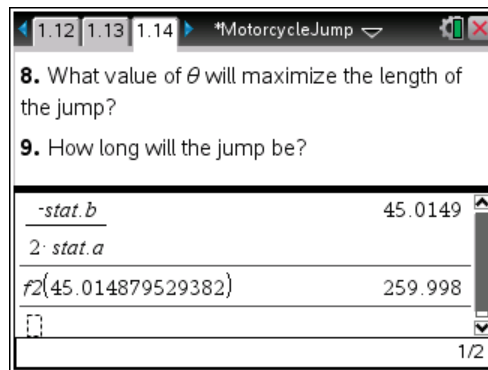 1.12 1.13 1.14 *MotorcycleJump
8. What value of θ will maximize the length of
the jump?
9. How long will the jump be?
-stat.b
2· stat.a
45.0149
f2(45.014879529382) 259.998
1/2